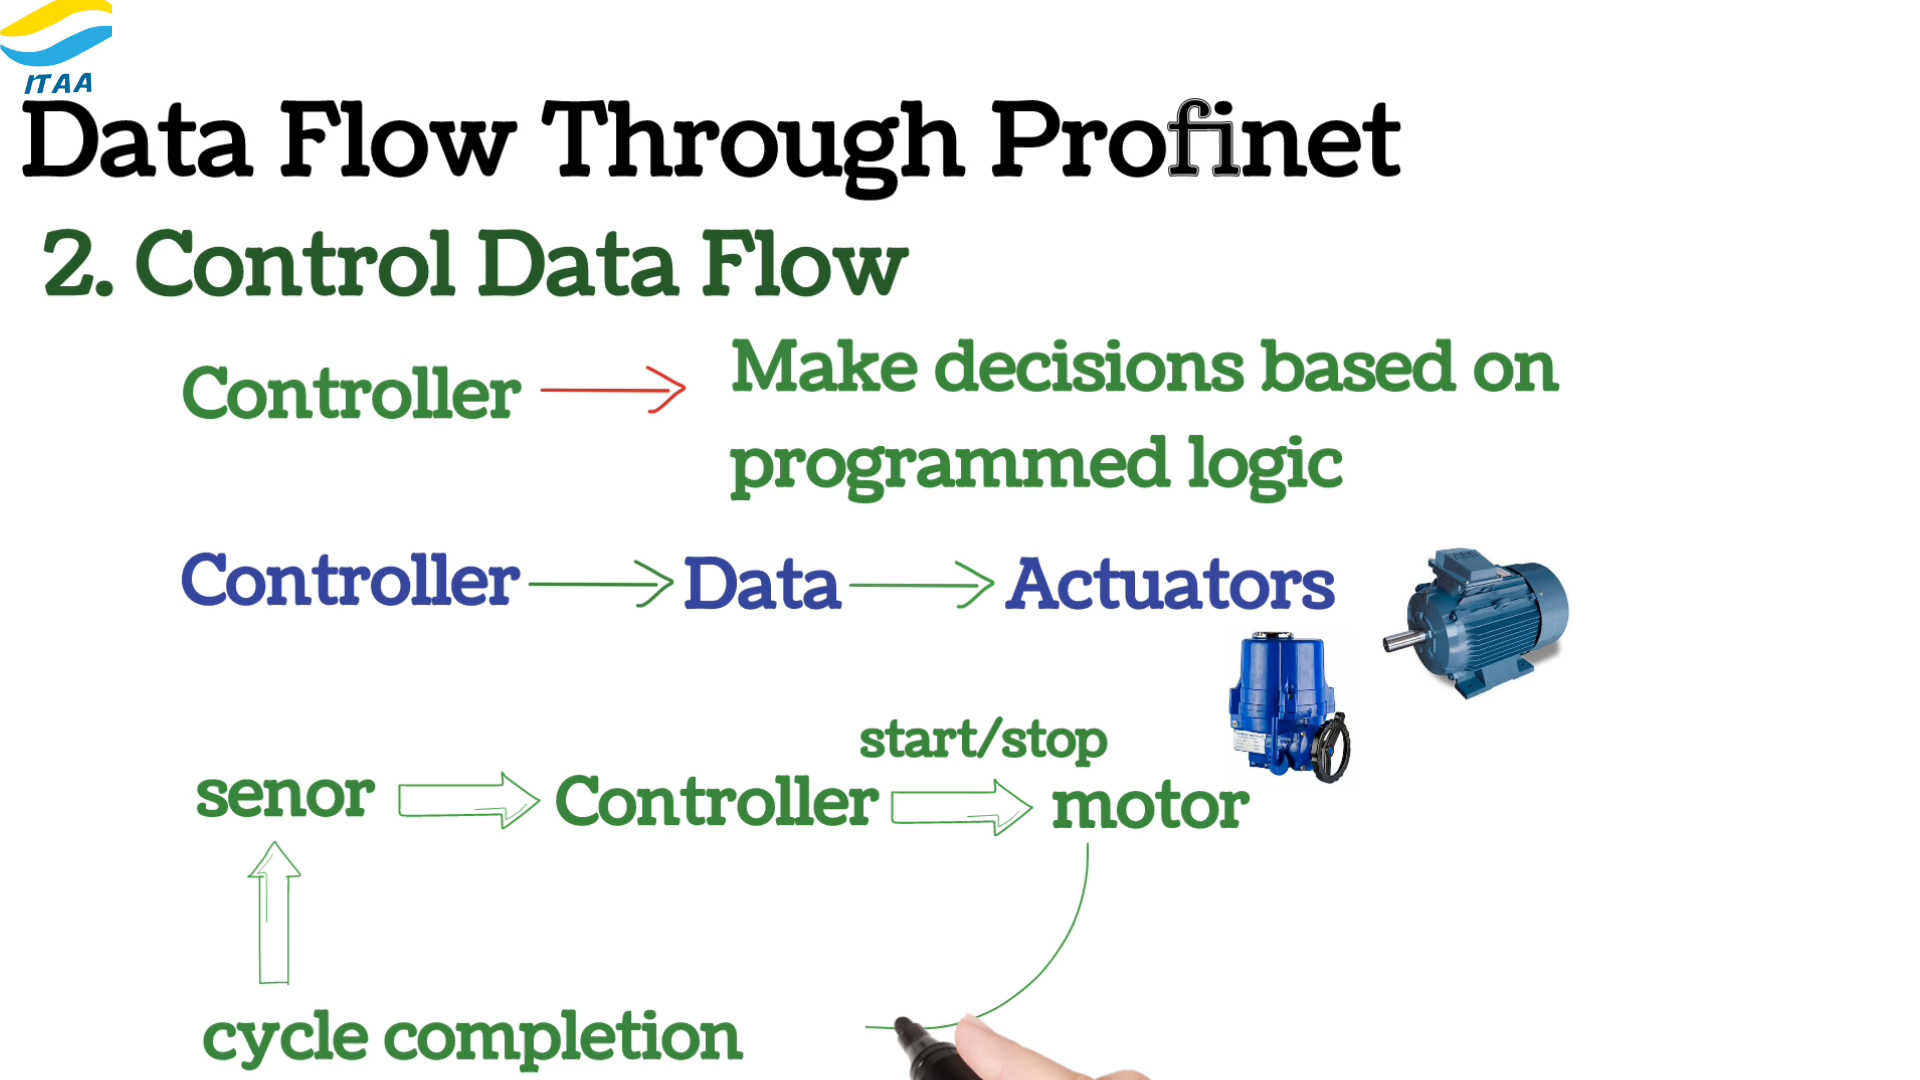 ITAA
Data Flow Through Profinet
2. Control Data Flow
Controller
Make decisions based on
programmed logic
Controller Data Actuators
start/stop
senor Controller motor
cycle completion